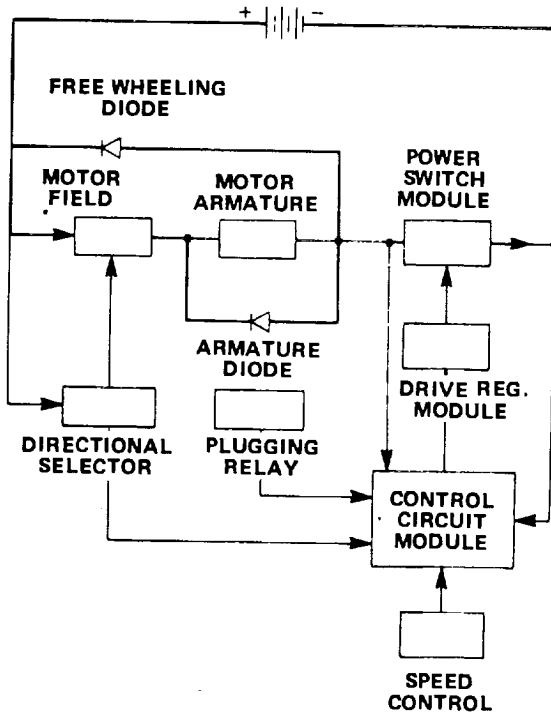 + −
FREE WHEELING
DIODE
MOTOR
FIELD
MOTOR
ARMATURE
POWER
SWITCH
MODULE
ARMATURE
DIODE
DRIVE REG.
MODULE
DIRECTIONAL
SELECTOR
PLUGGING
RELAY
CONTROL
CIRCUIT
MODULE
SPEED
CONTROL